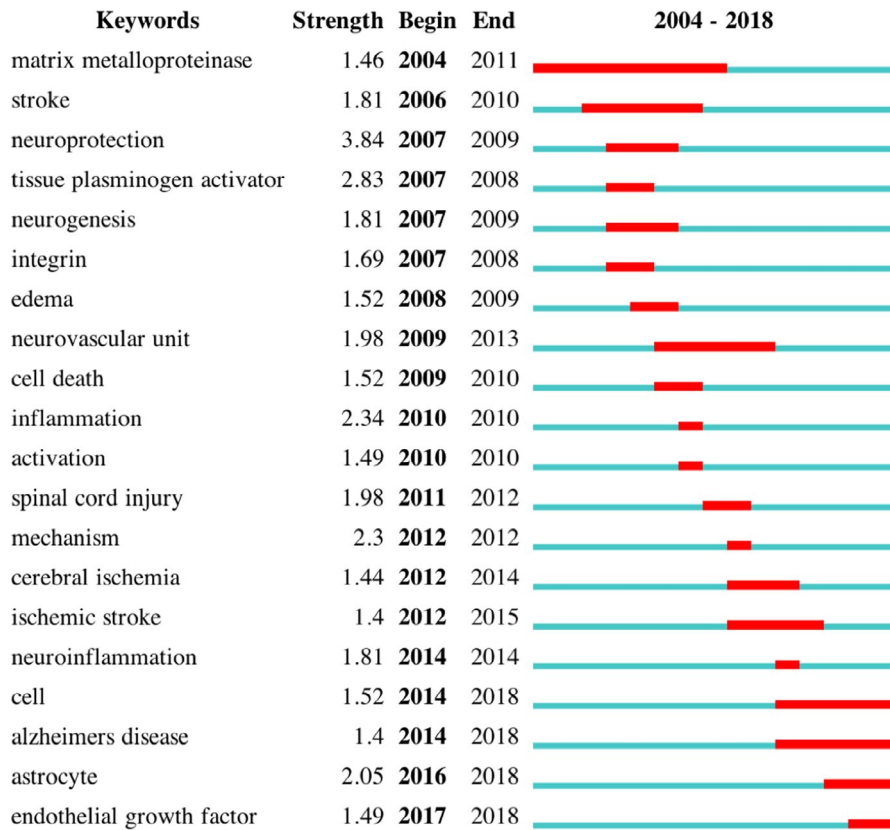 Keywords Strength Begin End 2004 - 2018
matrix metalloproteinase 1.46 2004 2011
stroke 1.81 2006 2010
neuroprotection 3.84 2007 2009
tissue plasminogen activator 2.83 2007 2008
neurogenesis 1.81 2007 2009
integrin 1.69 2007 2008
edema 1.52 2008 2009
neurovascular unit 1.98 2009 2013
cell death 1.52 2009 2010
inflammation 2.34 2010 2010
activation 1.49 2010 2010
spinal cord injury 1.98 2011 2012
mechanism 2.3 2012 2012
cerebral ischemia 1.44 2012 2014
ischemic stroke 1.4 2012 2015
neuroinflammation 1.81 2014 2014
cell 1.52 2014 2018
alzheimers disease 1.4 2014 2018
astrocyte 2.05 2016 2018
endothelial growth factor 1.49 2017 2018